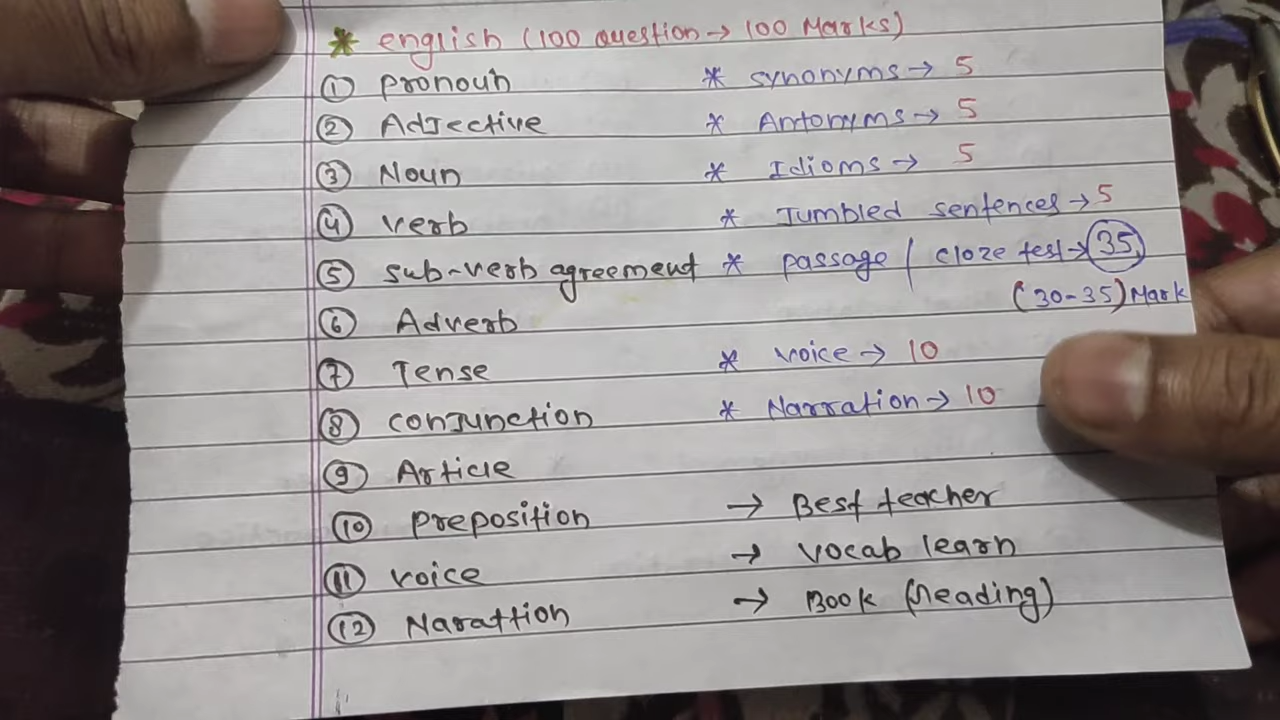 * english (100 question → 100 Marks)
① pronoun * synonyms → 5
② Adjective * Antonyms → 5
③ Noun * Idioms → 5
④ verb * Jumbled sentences → 5
⑤ sub-verb agreement * passage / cloze test → 35
(30-35) Mark
⑥ Adverb
⑦ Tense * voice → 10
⑧ conjunction * Narration → 10
⑨ Article
⑩ preposition → Best teacher
⑪ voice → vocab learn
⑫ Narattion → Book (reading)